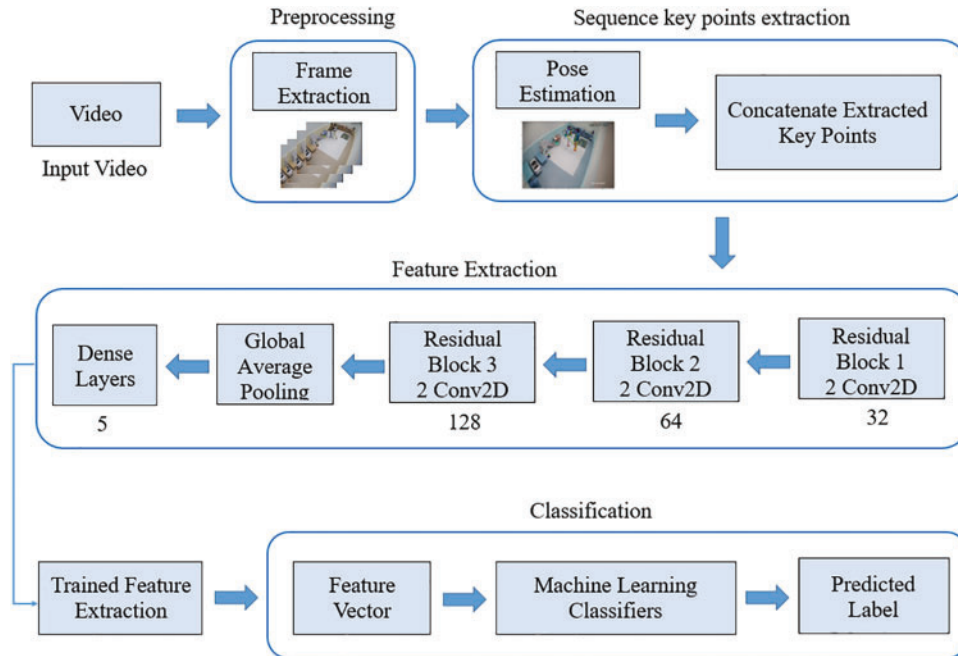 Preprocessing
Sequence key points extraction
Video
Input Video
Frame
Extraction
Pose
Estimation
Concatenate Extracted
Key Points
Feature Extraction
Dense
Layers
5
Global
Average
Pooling
Residual
Block 3
2 Conv2D
128
Residual
Block 2
2 Conv2D
64
Residual
Block 1
2 Conv2D
32
Classification
Trained Feature
Extraction
Feature
Vector
Machine Learning
Classifiers
Predicted
Label